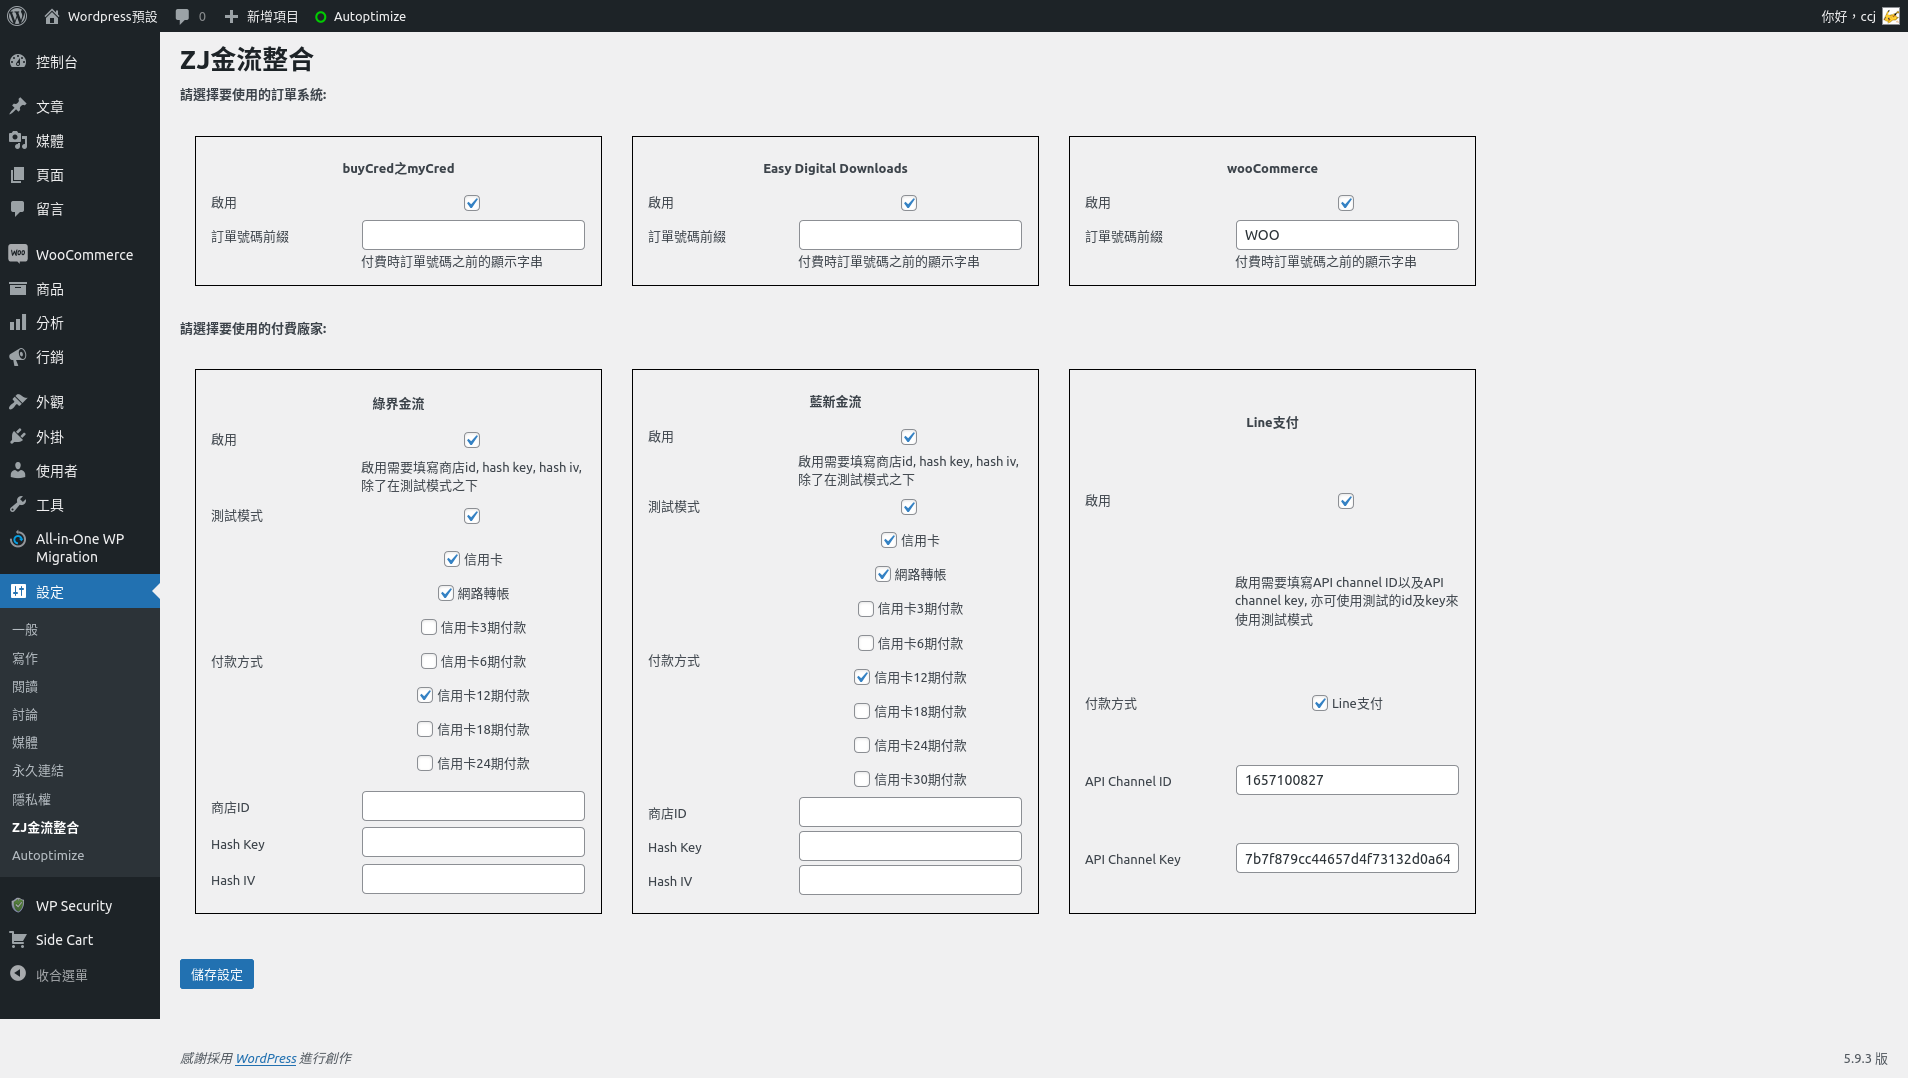 Wordpress預設
0
新增項目
Autoptimize
你好，ccj
控制台
文章
媒體
頁面
留言
WooCommerce
商品
分析
行銷
外觀
外掛
使用者
工具
All-in-One WP
Migration
設定
一般
寫作
閱讀
討論
媒體
永久連結
隱私權
ZJ金流整合
Autoptimize
WP Security
Side Cart
收合選單
ZJ金流整合
請選擇要使用的訂單系統:
buyCred之myCred
啟用
訂單號碼前綴
付費時訂單號碼之前的顯示字串
Easy Digital Downloads
啟用
訂單號碼前綴
付費時訂單號碼之前的顯示字串
wooCommerce
啟用
訂單號碼前綴
WOO
付費時訂單號碼之前的顯示字串
請選擇要使用的付費廠家:
綠界金流
啟用
啟用需要填寫商店id, hash key, hash iv,
除了在測試模式之下
測試模式
付款方式
信用卡
網路轉帳
信用卡3期付款
信用卡6期付款
信用卡12期付款
信用卡18期付款
信用卡24期付款
商店ID
Hash Key
Hash IV
藍新金流
啟用
啟用需要填寫商店id, hash key, hash iv,
除了在測試模式之下
測試模式
付款方式
信用卡
網路轉帳
信用卡3期付款
信用卡6期付款
信用卡12期付款
信用卡18期付款
信用卡24期付款
信用卡30期付款
商店ID
Hash Key
Hash IV
Line支付
啟用
啟用需要填寫API channel ID以及API
channel key, 亦可使用測試的id及key來
使用測試模式
付款方式
Line支付
API Channel ID
1657100827
API Channel Key
7b7f879cc44657d4f73132d0a64
儲存設定
感謝採用 WordPress 進行創作
5.9.3 版